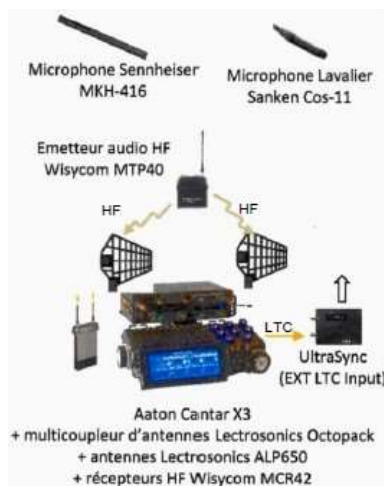 Microphone Sennheiser
MKH-416
Microphone Lavalier
Sanken Cos-11
Emetteur audio HF
Wisycom MTP40
HF
HF
LTC
UltraSync
(EXT LTC Input)
Aaton Cantar X3
+ multicoupleur d'antennes Lectrosonics Octopack
+ antennes Lectrosonics ALP650
+ récepteurs HF Wisycom MCR42